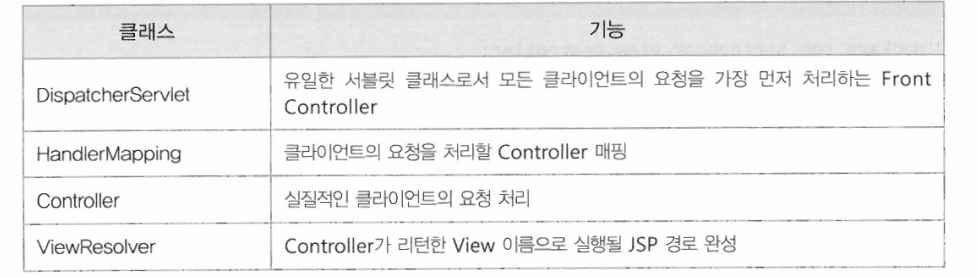 클래스 기능
DispatcherServlet 유일한 서블릿 클래스로서 모든 클라이언트의 요청을 가장 먼저 처리하는 Front
Controller
HandlerMapping 클라이언트의 요청을 처리할 Controller 매핑
Controller 실질적인 클라이언트의 요청 처리
ViewResolver Controller가 리턴한 View 이름으로 실행될 JSP 경로 완성